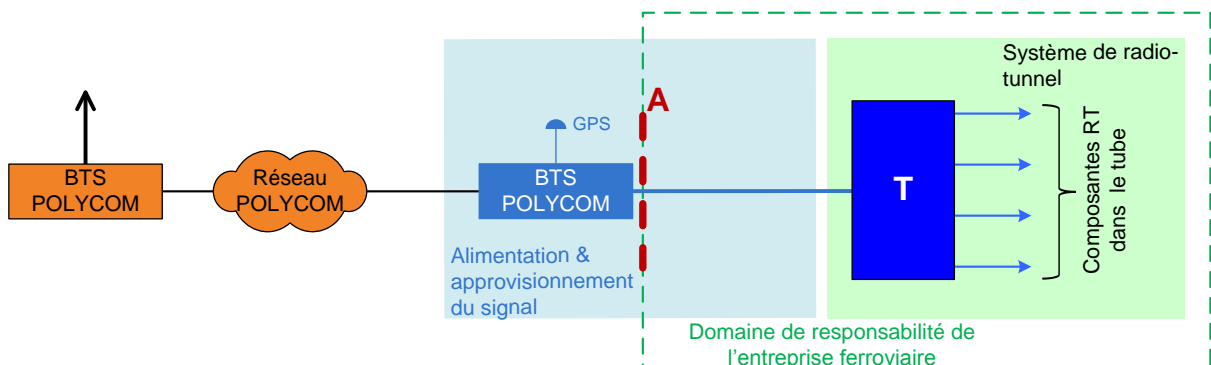 BTS
POLYCOM
Réseau
POLYCOM
GPS
BTS
POLYCOM
Alimentation &
approvisionnement
du signal
A
T
Système de radio-
tunnel
Composantes RT
dans le tube
Domaine de responsabilité de
l'entreprise ferroviaire